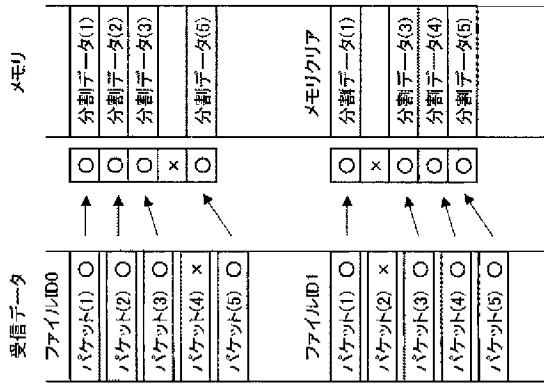 受信データ
メモリ
ファイルID0
パケット(1) ○
パケット(2) ○
パケット(3) ○
パケット(4) ×
パケット(5) ○
○
○
○
×
○
分割データ(1)
分割データ(2)
分割データ(3)
分割データ(5)
ファイルID1
メモリクリア
パケット(1) ○
パケット(2) ×
パケット(3) ○
パケット(4) ○
パケット(5) ○
○
×
○
○
○
分割データ(1)
分割データ(3)
分割データ(4)
分割データ(5)